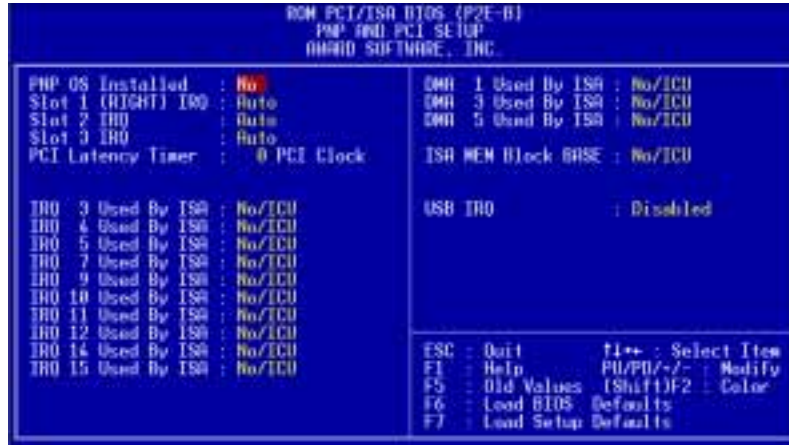 ROM PCI/ISA BIOS (P2E-B)
PNP AND PCI SETUP
AWARD SOFTWARE, INC.
PNP OS Installed : No
Slot 1 (RIGHT) IRQ : Auto
Slot 2 IRQ : Auto
Slot 3 IRQ : Auto
PCI Latency Timer : 0 PCI Clock
IRQ 3 Used By ISA : No/ICU
IRQ 4 Used By ISA : No/ICU
IRQ 5 Used By ISA : No/ICU
IRQ 7 Used By ISA : No/ICU
IRQ 9 Used By ISA : No/ICU
IRQ 10 Used By ISA : No/ICU
IRQ 11 Used By ISA : No/ICU
IRQ 12 Used By ISA : No/ICU
IRQ 14 Used By ISA : No/ICU
IRQ 15 Used By ISA : No/ICU
DMA 1 Used By ISA : No/ICU
DMA 3 Used By ISA : No/ICU
DMA 5 Used By ISA : No/ICU
ISA MEM Block BASE : No/ICU
USB IRQ : Disabled
ESC : Quit ↑↓→← : Select Item
F1 : Help PU/PD/+/- : Modify
F5 : Old Values (Shift)F2 : Color
F6 : Load BIOS Defaults
F7 : Load Setup Defaults